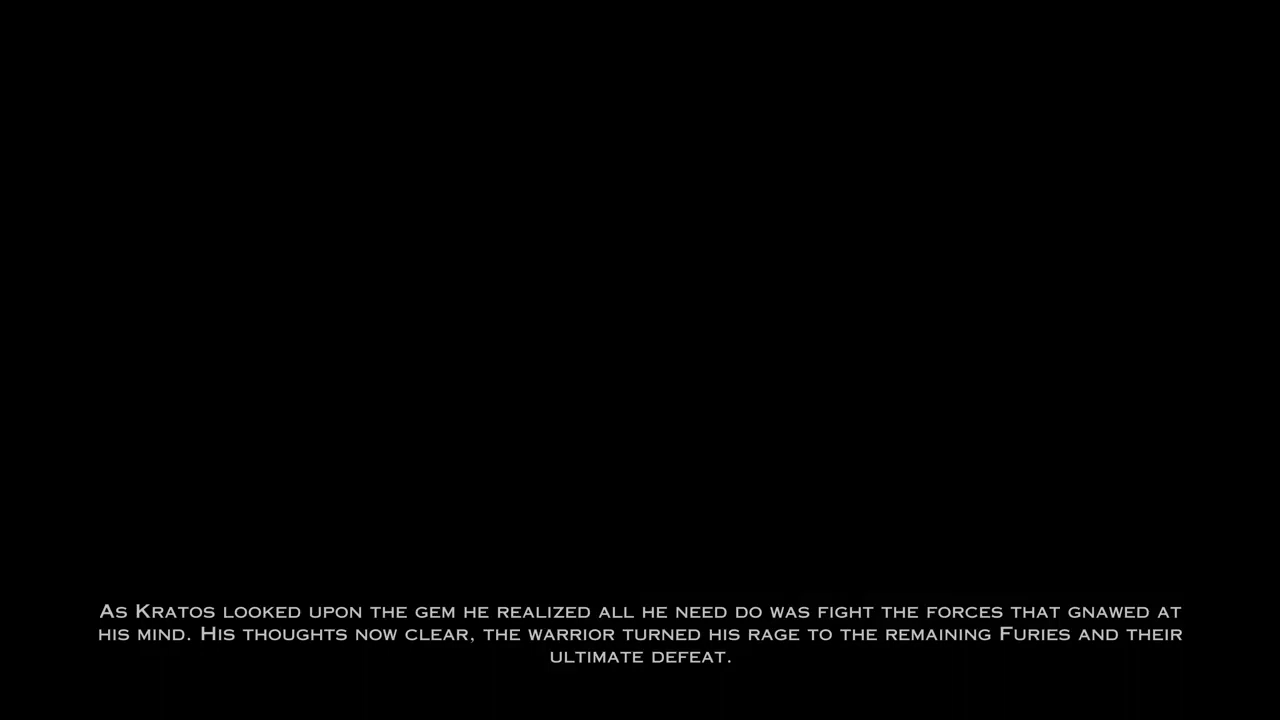 As Kratos looked upon the gem he realized all he need do was fight the forces that gnawed at
his mind. His thoughts now clear, the warrior turned his rage to the remaining Furies and their
ultimate defeat.